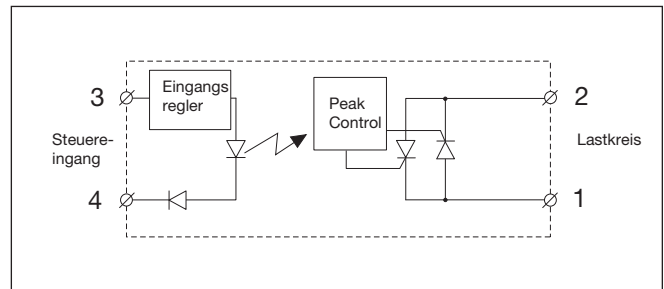 3
Eingangs
regler
Steuere-
ingang
4
Peak
Control
2
Lastkreis
1